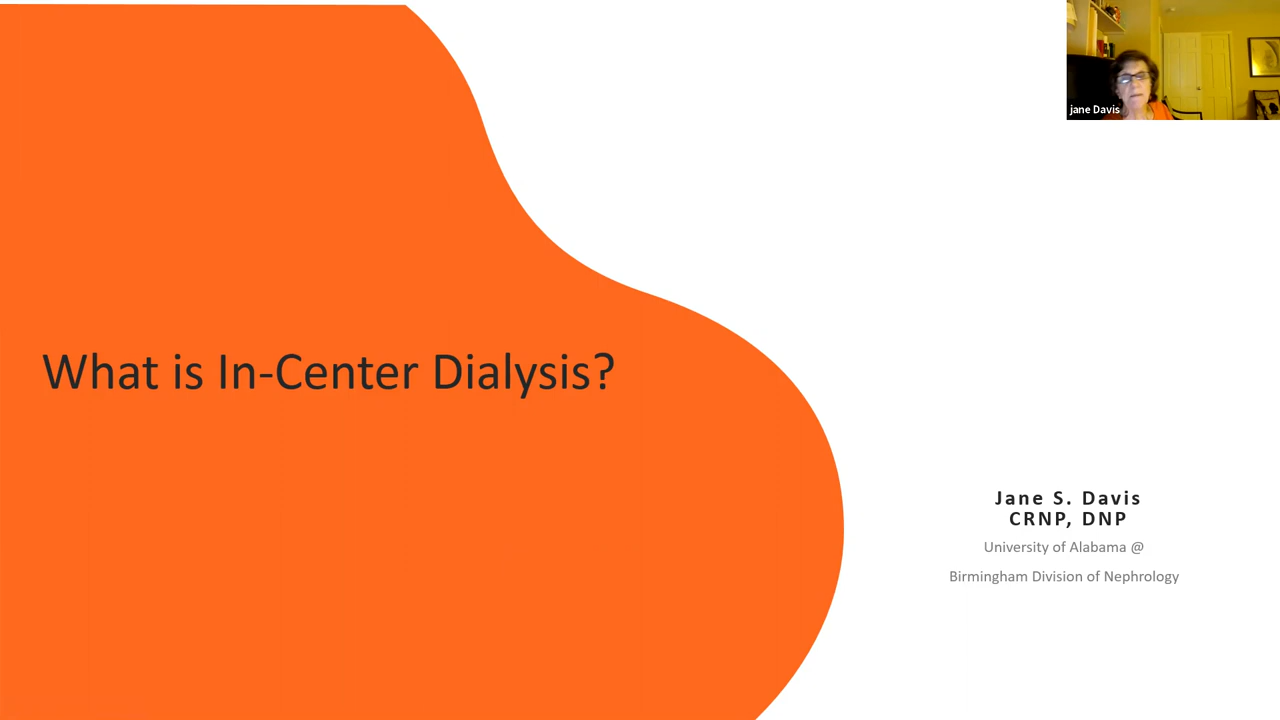 jane Davis
What is In-Center Dialysis?
Jane S. Davis
CRNP, DNP
University of Alabama @
Birmingham Division of Nephrology